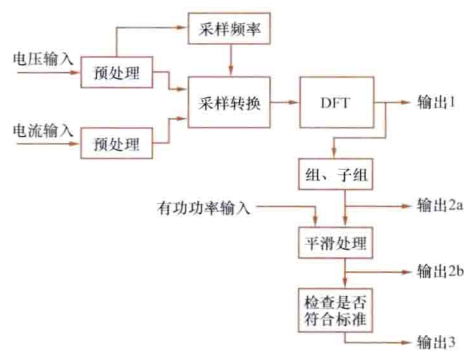 采样频率
电压输入
预处理
采样转换
DFT
输出1
电流输入
预处理
组、子组
有功功率输入
输出2a
平滑处理
输出2b
检查是否
符合标准
输出3